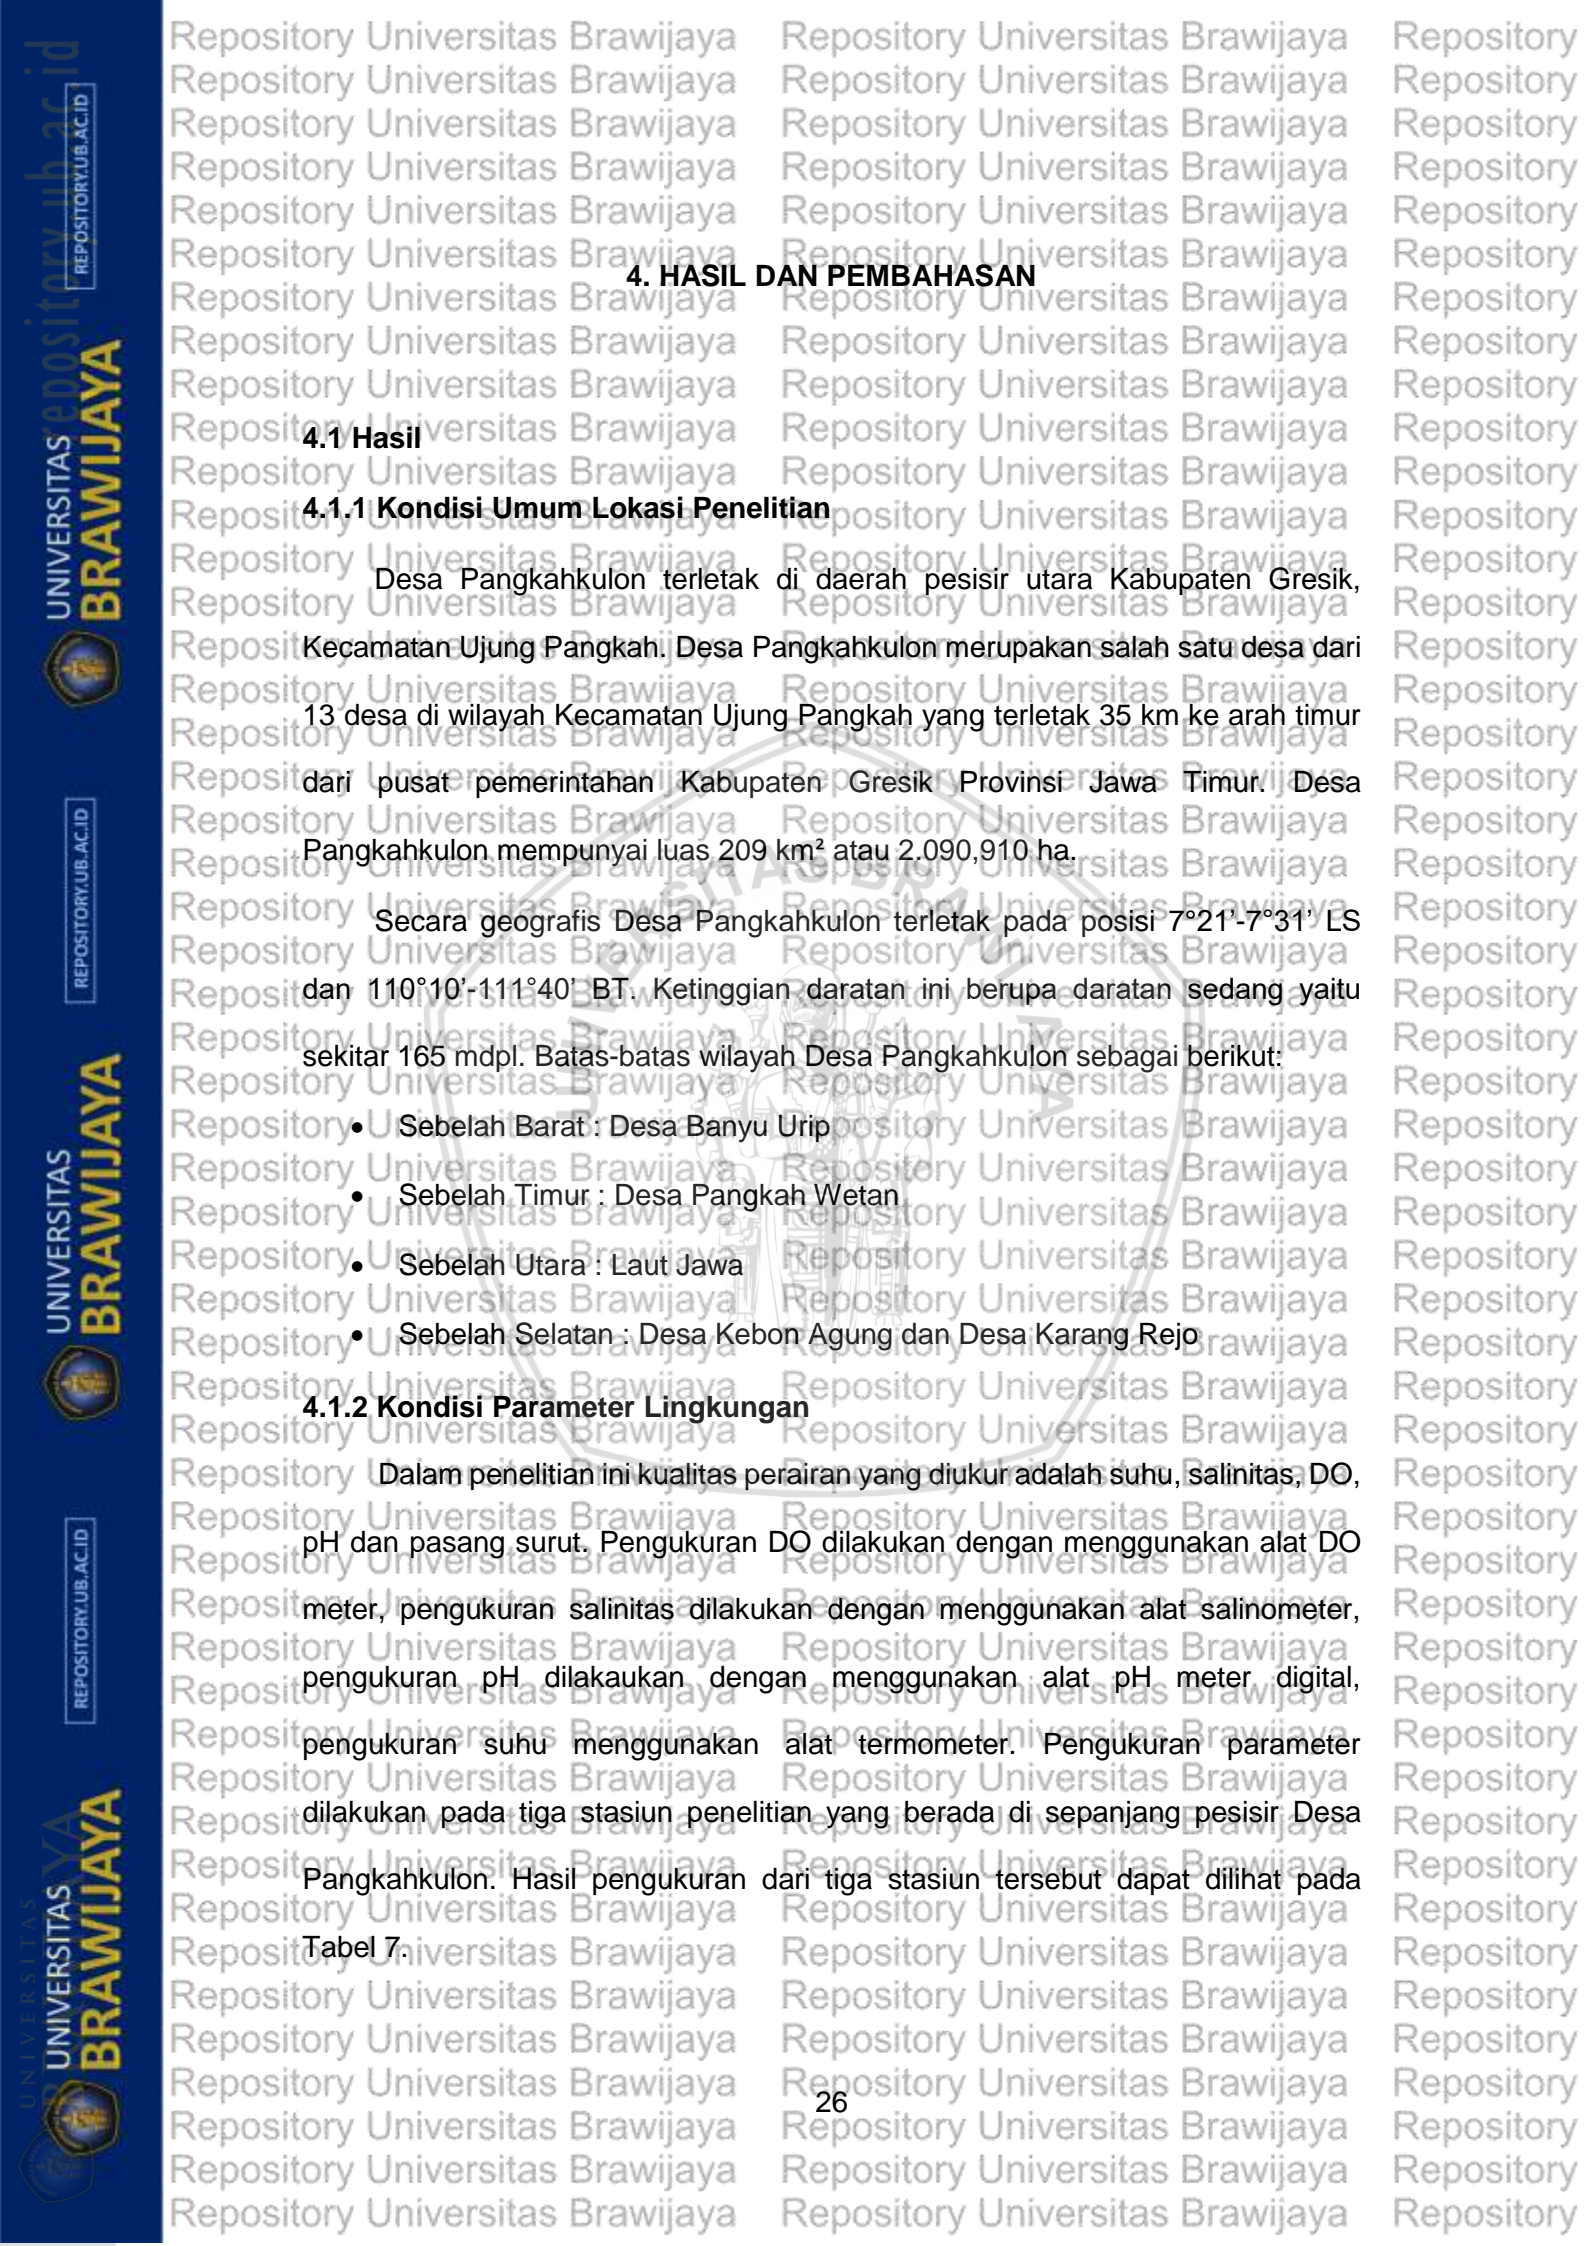 4. HASIL DAN PEMBAHASAN
4.1 Hasil
4.1.1 Kondisi Umum Lokasi Penelitian
Desa Pangkahkulon terletak di daerah pesisir utara Kabupaten Gresik,
Kecamatan Ujung Pangkah. Desa Pangkahkulon merupakan salah satu desa dari
13 desa di wilayah Kecamatan Ujung Pangkah yang terletak 35 km ke arah timur
dari pusat pemerintahan Kabupaten Gresik Provinsi Jawa Timur. Desa
Pangkahkulon mempunyai luas 209 km² atau 2.090,910 ha.
Secara geografis Desa Pangkahkulon terletak pada posisi 7°21’-7°31’ LS
dan 110°10’-111°40’ BT. Ketinggian daratan ini berupa daratan sedang yaitu
sekitar 165 mdpl. Batas-batas wilayah Desa Pangkahkulon sebagai berikut:
• Sebelah Barat : Desa Banyu Urip
• Sebelah Timur : Desa Pangkah Wetan
• Sebelah Utara : Laut Jawa
• Sebelah Selatan : Desa Kebon Agung dan Desa Karang Rejo
4.1.2 Kondisi Parameter Lingkungan
Dalam penelitian ini kualitas perairan yang diukur adalah suhu, salinitas, DO,
pH dan pasang surut. Pengukuran DO dilakukan dengan menggunakan alat DO
meter, pengukuran salinitas dilakukan dengan menggunakan alat salinometer,
pengukuran pH dilakaukan dengan menggunakan alat pH meter digital,
pengukuran suhu menggunakan alat termometer. Pengukuran parameter
dilakukan pada tiga stasiun penelitian yang berada di sepanjang pesisir Desa
Pangkahkulon. Hasil pengukuran dari tiga stasiun tersebut dapat dilihat pada
Tabel 7.
26